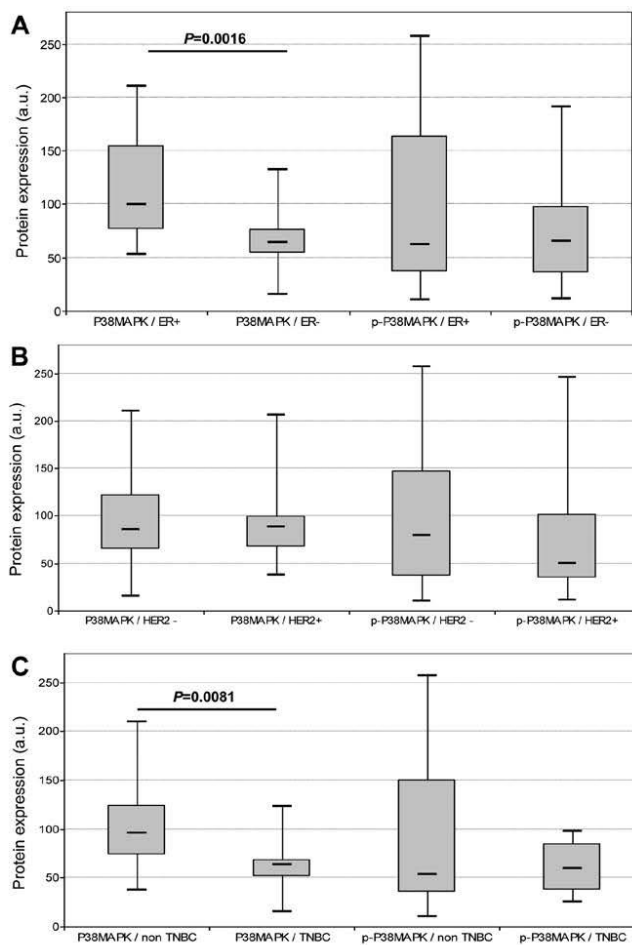 A
P=0.0016
Protein expression (a.u.)
250
200
150
100
50
0
P38MAPK / ER+ P38MAPK / ER- p-P38MAPK / ER+ p-P38MAPK / ER-
B
Protein expression (a.u.)
250
200
150
100
50
0
P38MAPK / HER2 - P38MAPK / HER2+ p-P38MAPK / HER2 - p-P38MAPK / HER2+
C
P=0.0081
Protein expression (a.u.)
250
200
150
100
50
0
P38MAPK / non TNBC P38MAPK / TNBC p-P38MAPK / non TNBC p-P38MAPK / TNBC